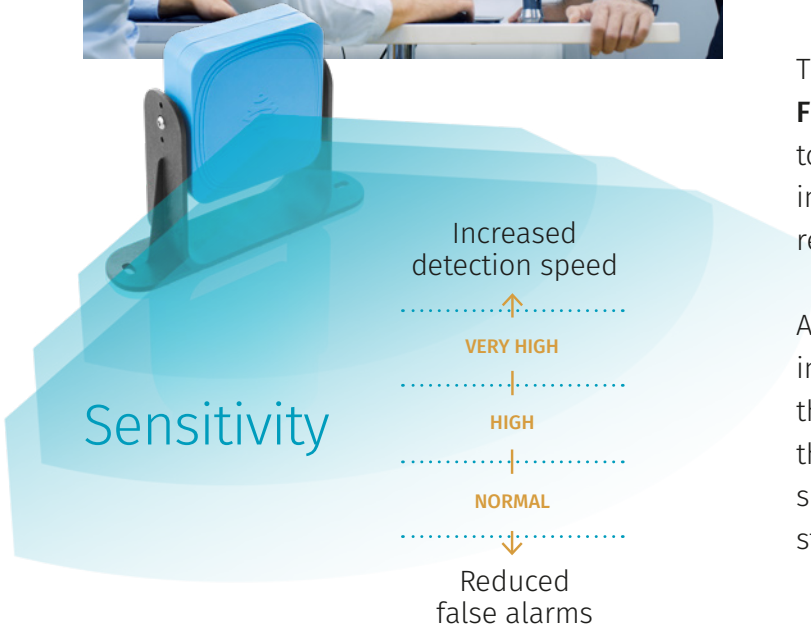 Increased
detection speed
VERY HIGH
HIGH
NORMAL
Sensitivity
Reduced
false alarms